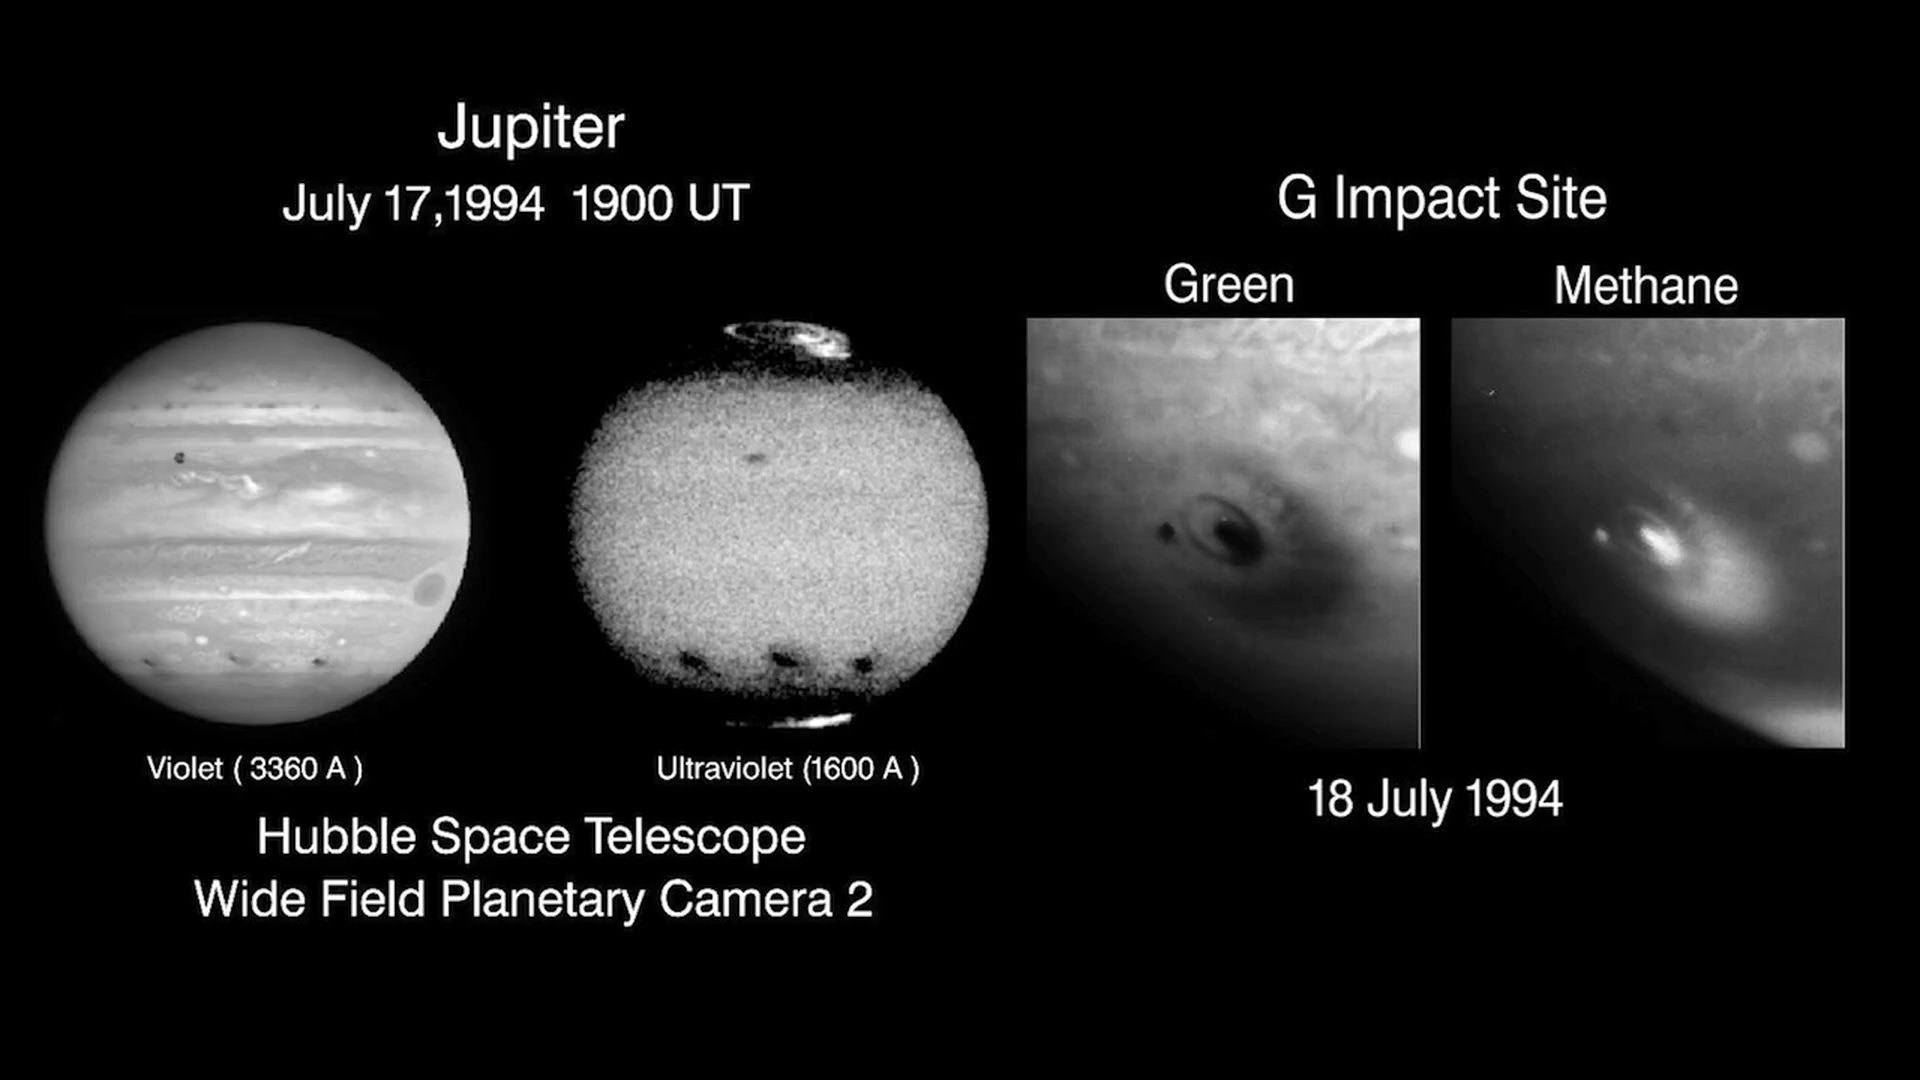 Jupiter
July 17,1994 1900 UT
Violet ( 3360 A )
Ultraviolet (1600 A )
Hubble Space Telescope
Wide Field Planetary Camera 2
G Impact Site
Green
Methane
18 July 1994